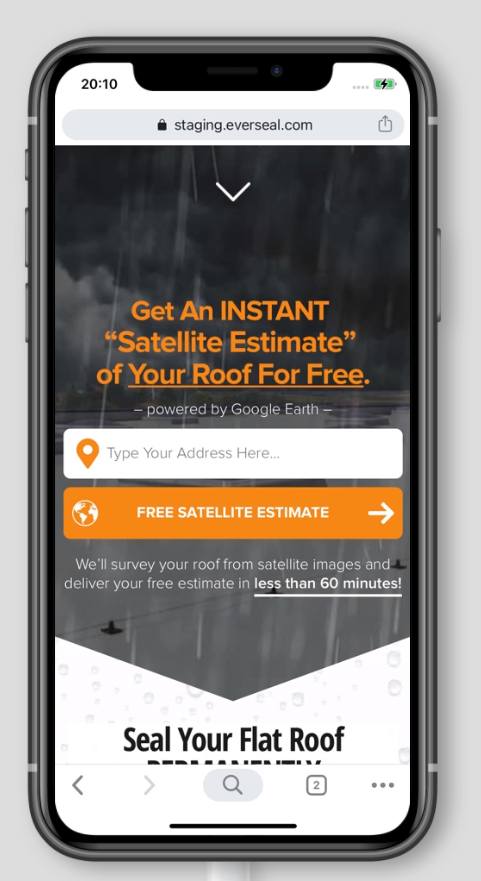 20:10
staging.everseal.com
Get An INSTANT
“Satellite Estimate”
of Your Roof For Free.
– powered by Google Earth –
Type Your Address Here...
FREE SATELLITE ESTIMATE
We’ll survey your roof from satellite images and
deliver your free estimate in less than 60 minutes!
Seal Your Flat Roof
PERMANENTLY
2